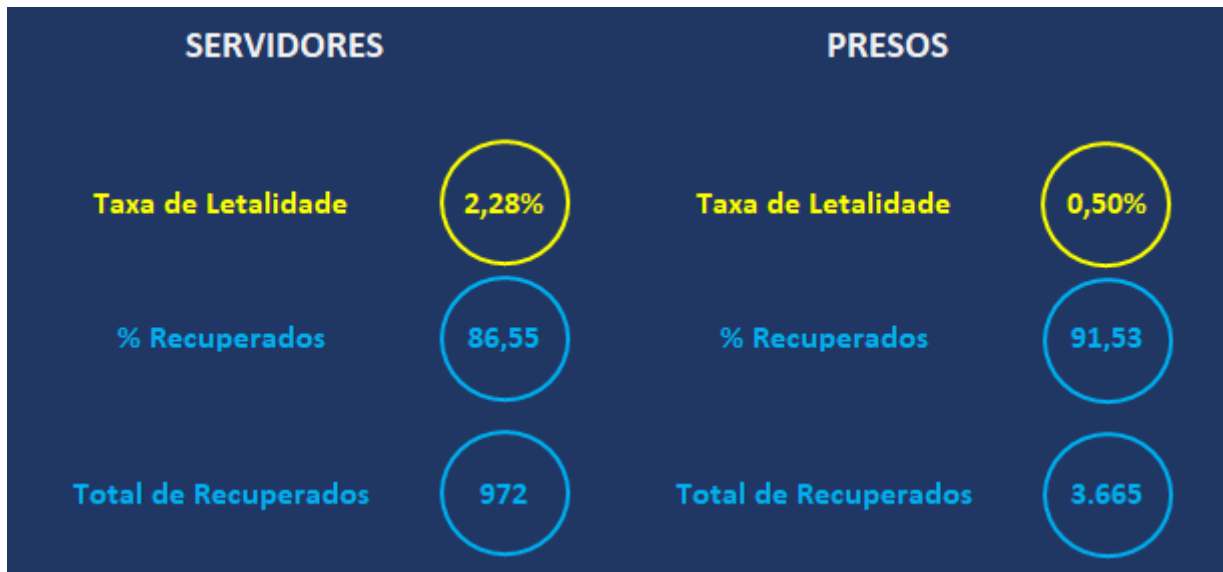 SERVIDORES
PRESOS
Taxa de Letalidade
2,28%
Taxa de Letalidade
0,50%
% Recuperados
86,55
% Recuperados
91,53
Total de Recuperados
972
Total de Recuperados
3.665